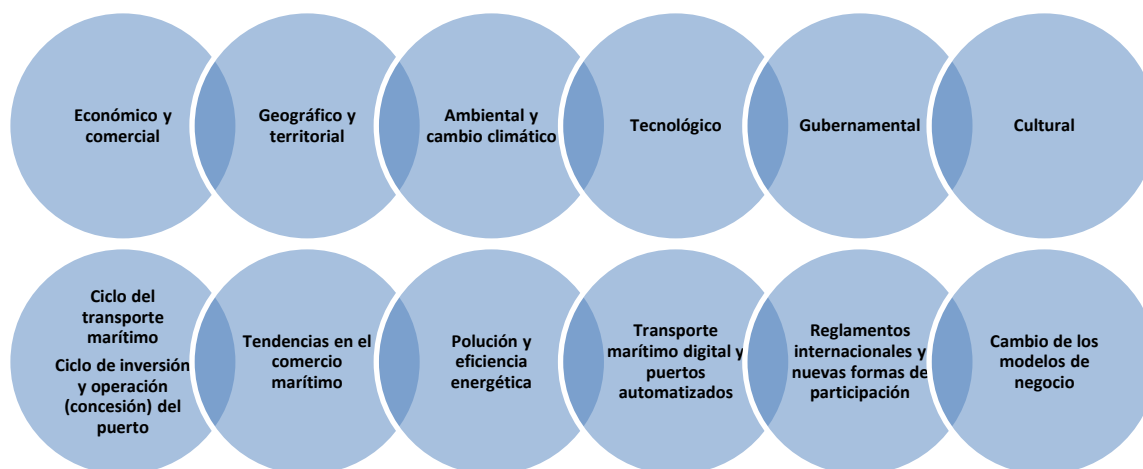 Económico y
comercial
Geográfico y
territorial
Ambiental y
cambio climático
Tecnológico
Gubernamental
Cultural
Ciclo del
transporte
marítimo
Ciclo de inversión
y operación
(concesión) del
puerto
Tendencias en el
comercio
marítimo
Polución y
eficiencia
energética
Transporte
marítimo digital y
puertos
automatizados
Reglamentos
internacionales y
nuevas formas de
participación
Cambio de los
modelos de
negocio